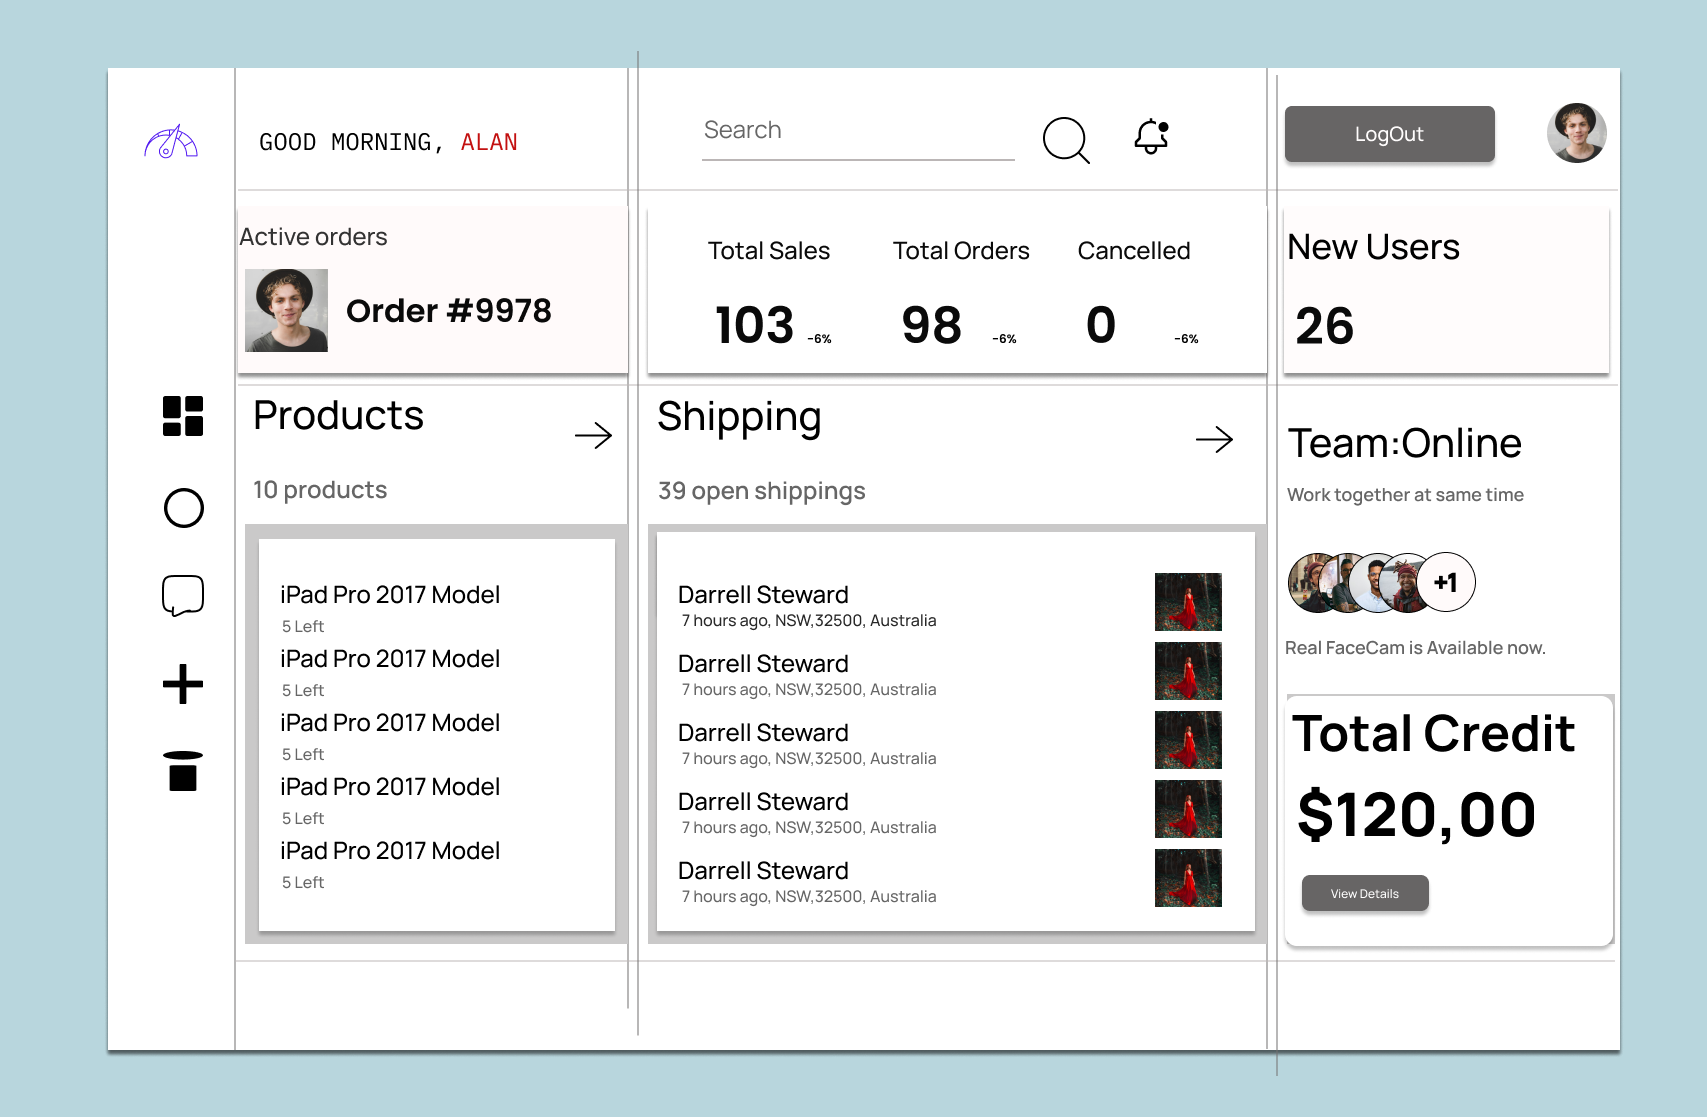 GOOD MORNING, ALAN
Search
LogOut
Active orders
Order #9978
Total Sales
103
-6%
Total Orders
98
-6%
Cancelled
0
-6%
New Users
26
Products
10 products
iPad Pro 2017 Model
5 Left
iPad Pro 2017 Model
5 Left
iPad Pro 2017 Model
5 Left
iPad Pro 2017 Model
5 Left
iPad Pro 2017 Model
5 Left
Shipping
39 open shippings
Darrell Steward
7 hours ago, NSW,32500, Australia
Darrell Steward
7 hours ago, NSW,32500, Australia
Darrell Steward
7 hours ago, NSW,32500, Australia
Darrell Steward
7 hours ago, NSW,32500, Australia
Darrell Steward
7 hours ago, NSW,32500, Australia
Team:Online
Work together at same time
+1
Real FaceCam is Available now.
Total Credit
$120,00
View Details